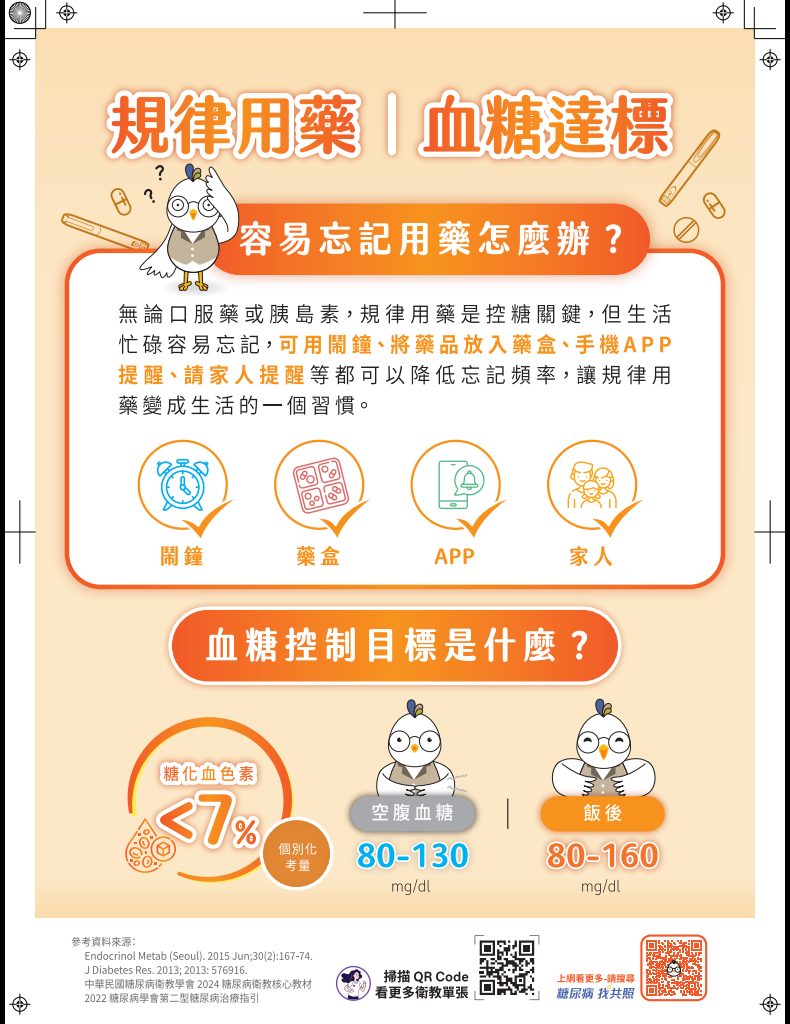 規律用藥｜血糖達標
? ?
容易忘記用藥怎麼辦？
無論口服藥或胰島素，規律用藥是控糖關鍵，但生活
忙碌容易忘記，可用鬧鐘、將藥品放入藥盒、手機APP
提醒、請家人提醒等都可以降低忘記頻率，讓規律用
藥變成生活的一個習慣。
鬧鐘
藥盒
APP
家人
血糖控制目標是什麼？
糖化血色素
<7%
個別化
考量
空腹血糖
80-130
mg/dl
飯後
80-160
mg/dl
參考資料來源：
Endocrinol Metab (Seoul). 2015 Jun;30(2):167-74.
J Diabetes Res. 2013; 2013: 576916.
中華民國糖尿病衛教學會 2024 糖尿病衛教核心教材
2022 糖尿病學會第二型糖尿病治療指引
掃描 QR Code
看更多衛教單張
上網看更多-請搜尋
糖尿病 找共照